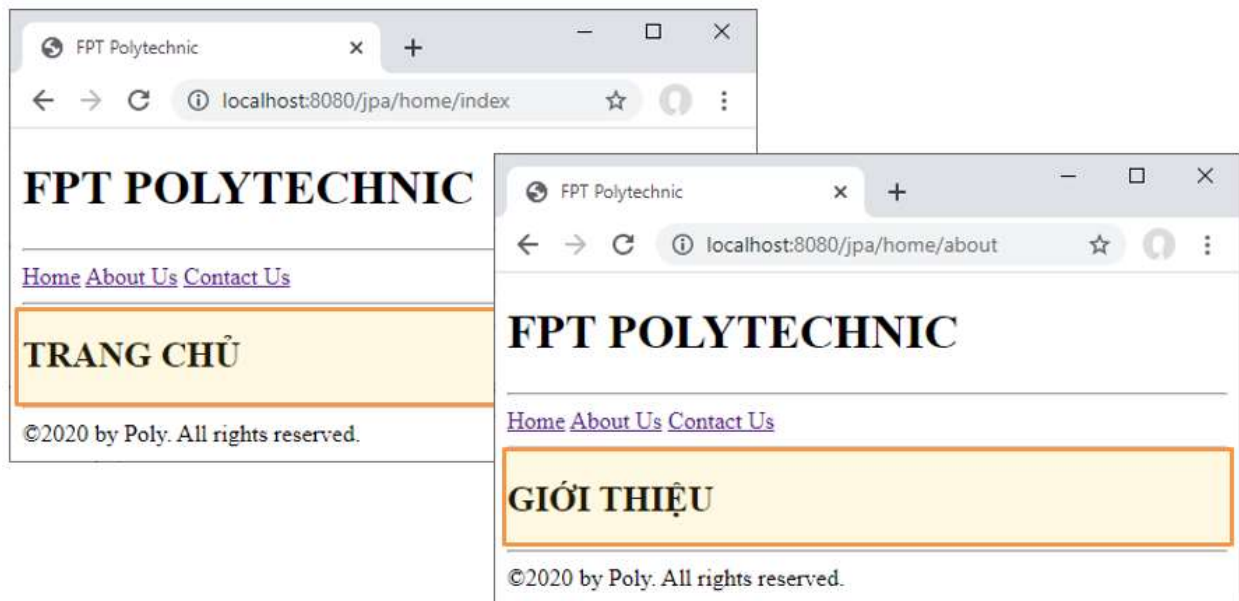 FPT Polytechnic
localhost:8080/jpa/home/index
FPT POLYTECHNIC
Home About Us Contact Us
TRANG CHỦ
©2020 by Poly. All rights reserved.
FPT Polytechnic
localhost:8080/jpa/home/about
FPT POLYTECHNIC
Home About Us Contact Us
GIỚI THIỆU
©2020 by Poly. All rights reserved.